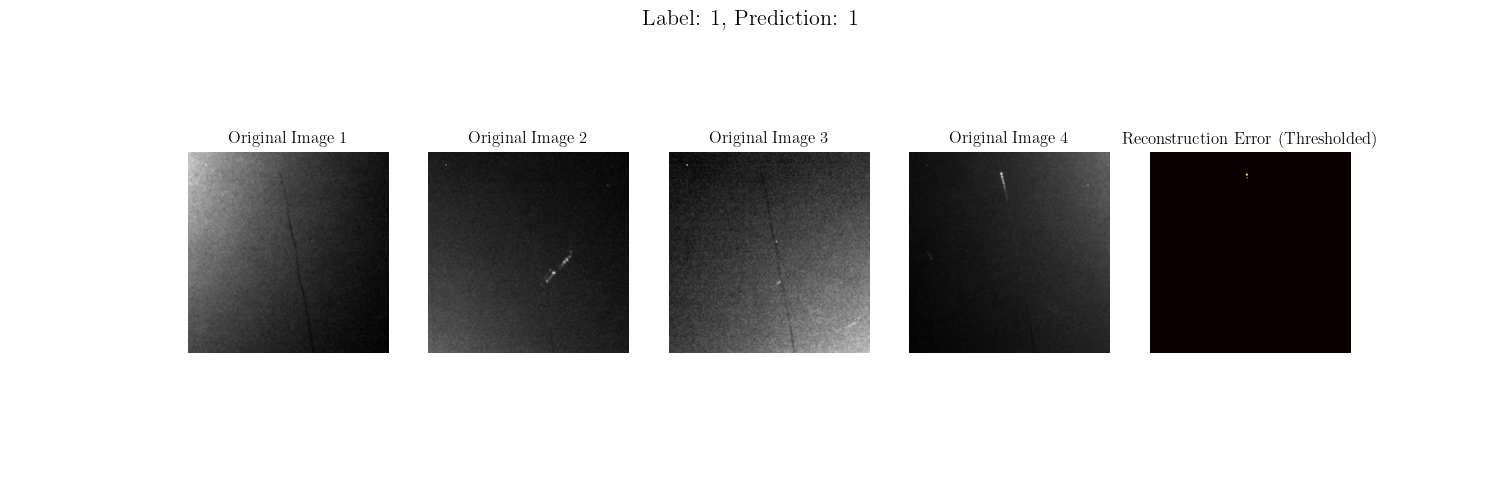 Label: 1, Prediction: 1
Original Image 1
Original Image 2
Original Image 3
Original Image 4
Reconstruction Error (Thresholded)